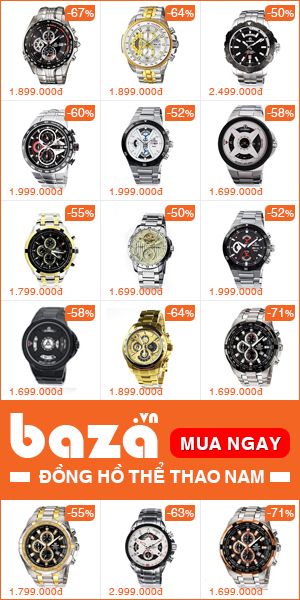 -67% -64% -50%
1.899.000đ 1.899.000đ 2.499.000đ
-60% -52% -58%
1.999.000đ 1.999.000đ 1.699.000đ
-55% -50% -52%
1.799.000đ 1.699.000đ 1.999.000đ
-58% -64% -71%
1.699.000đ 1.899.000đ 1.699.000đ
baza.vn MUA NGAY
ĐỒNG HỒ THỂ THAO NAM
-55% -63% -71%
1.799.000đ 2.999.000đ 1.699.000đ